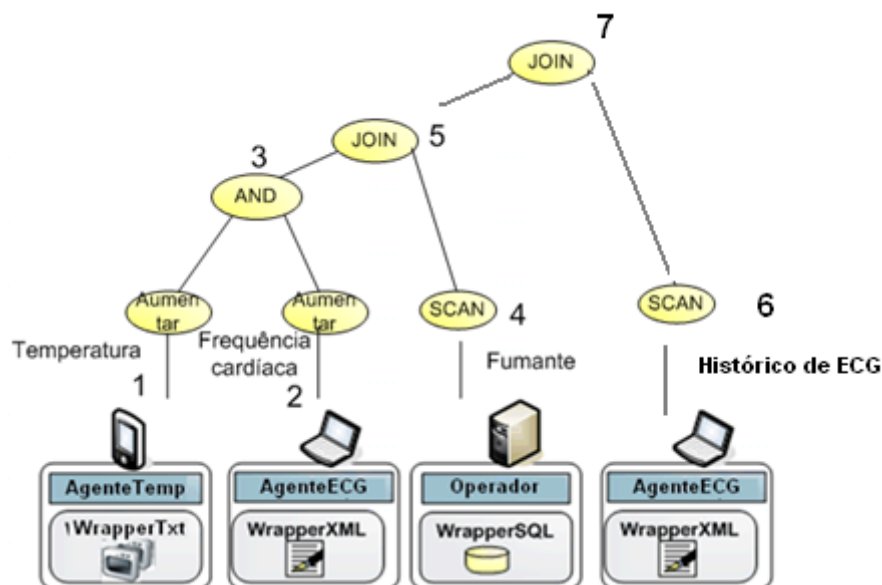 7
JOIN
JOIN
5
3
AND
Aumen
tar
Aumen
tar
SCAN
4
SCAN
6
Temperatura
1
Frequência
cardíaca
2
Fumante
Histórico de ECG
AgenteTemp
AgenteECG
Operador
AgenteECG
WrapperTxt
WrapperXML
WrapperSQL
WrapperXML